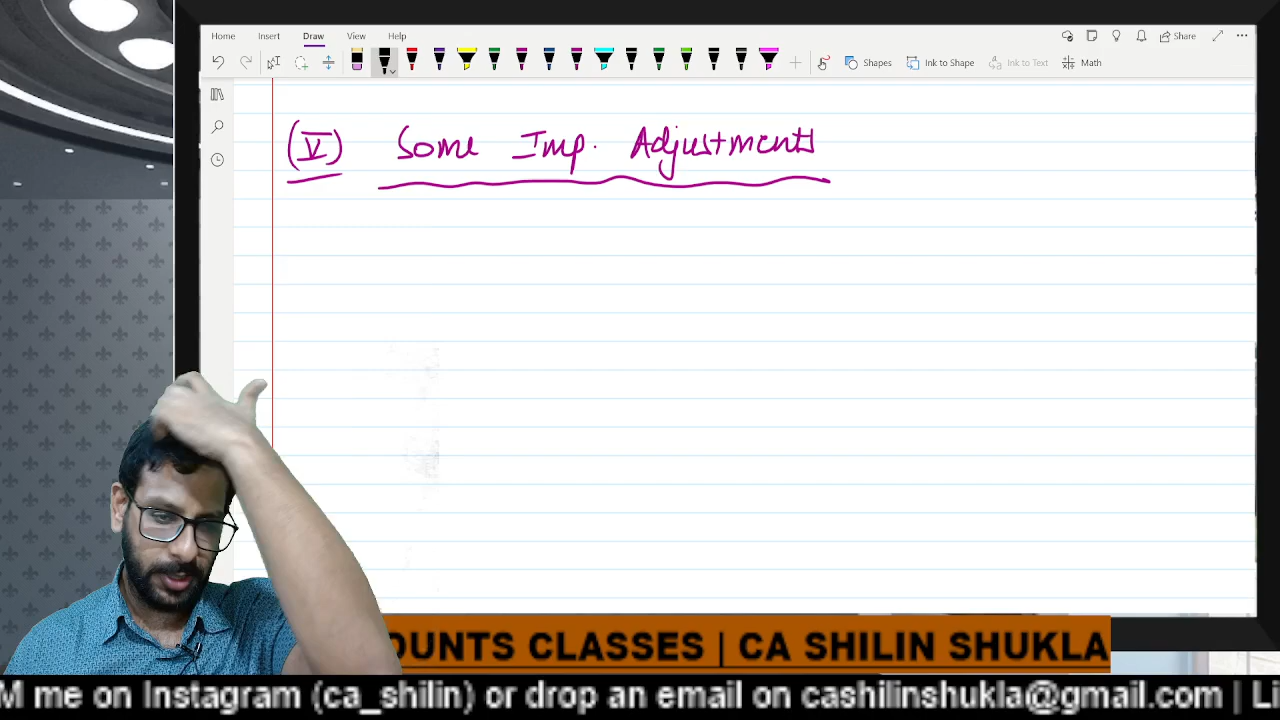 Home Insert Draw View Help
Share
Shapes Ink to Shape Ink to Text Math
(V) Some Imp. Adjustments
OUNTS CLASSES | CA SHILIN SHUKLA
M me on Instagram (ca_shilin) or drop an email on cashilinshukla@gmail.com | Li